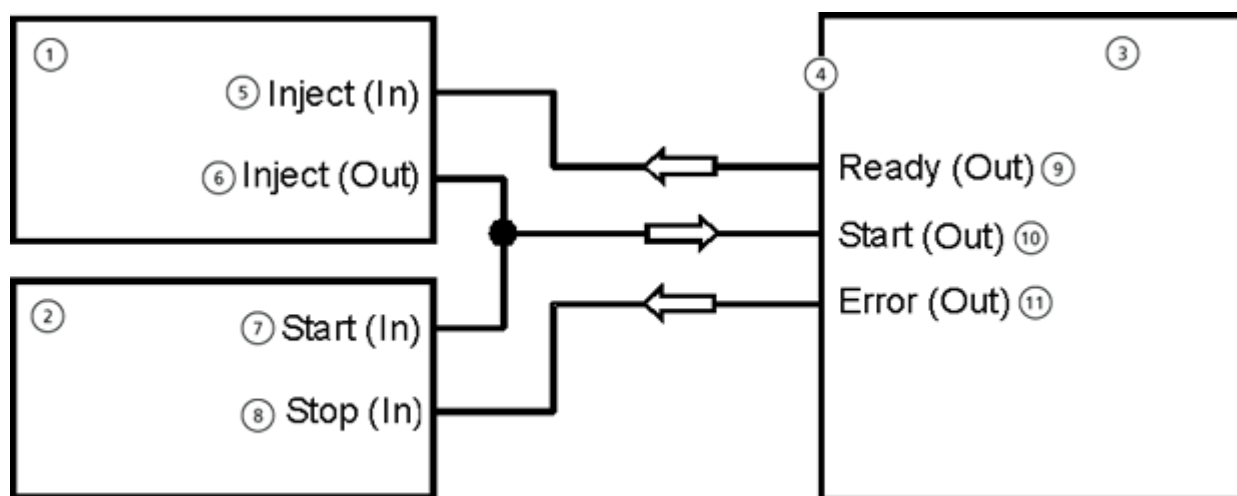 ①
⑤ Inject (In)
⑥ Inject (Out)
②
⑦ Start (In)
⑧ Stop (In)
③
④
Ready (Out) ⑨
Start (Out) ⑩
Error (Out) ⑪